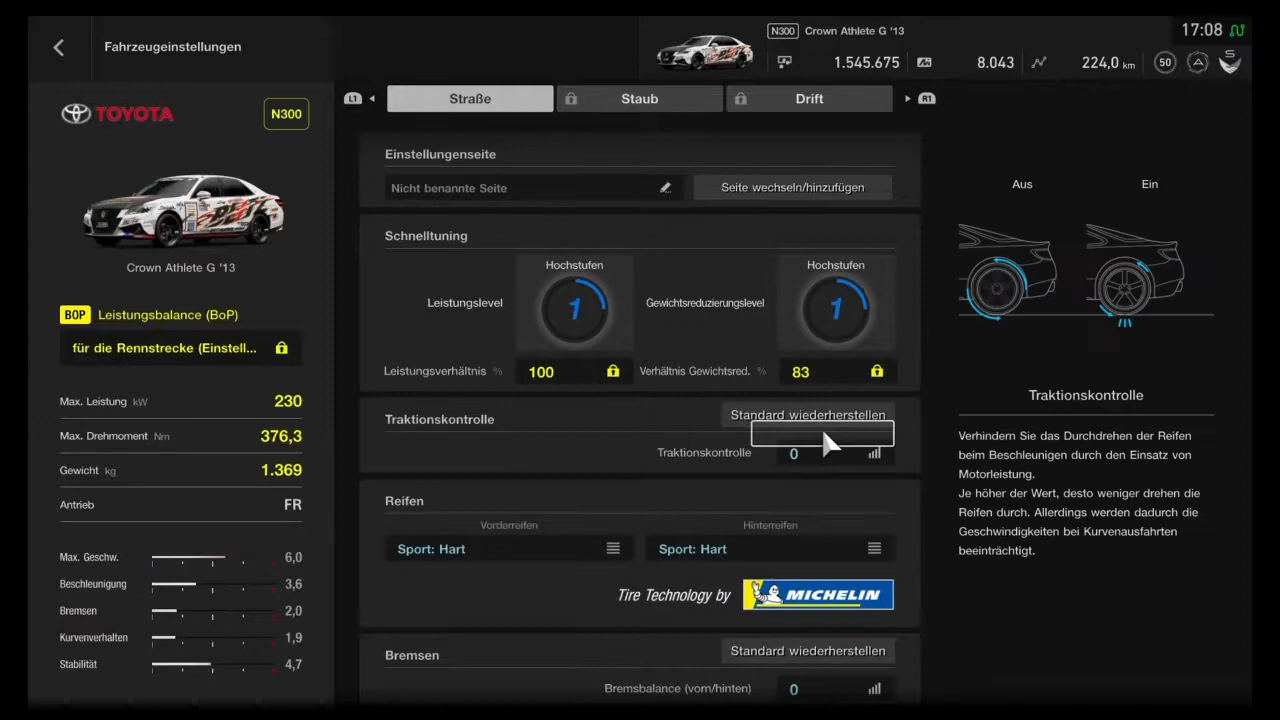 Fahrzeugeinstellungen
N300 Crown Athlete G '13
1.545.675 8.043 224,0 km 50 A S
17:08
TOYOTA
N300
Crown Athlete G '13
BOP Leistungsbalance (BoP)
für die Rennstrecke (Einstell...
Max. Leistung kW 230
Max. Drehmoment Nm 376,3
Gewicht kg 1.369
Antrieb FR
Max. Geschw. 6,0
Beschleunigung 3,6
Bremsen 2,0
Kurvenverhalten 1,9
Stabilität 4,7
L1 Straße Staub Drift R1
Einstellungenseite
Nicht benannte Seite Seite wechseln/hinzufügen
Schnelltuning
Hochstufen Hochstufen
Leistungslevel 1 Gewichtsreduzierungslevel 1
Leistungsverhältnis % 100 Verhältnis Gewichtsred. % 83
Traktionskontrolle Standard wiederherstellen
Traktionskontrolle 0
Reifen
Vorderreifen Hinterreifen
Sport: Hart Sport: Hart
Tire Technology by MICHELIN
Bremsen Standard wiederherstellen
Bremsbalance (vorn/hinten) 0
Aus Ein
Traktionskontrolle
Verhindern Sie das Durchdrehen der Reifen
beim Beschleunigen durch den Einsatz von
Motorleistung.
Je höher der Wert, desto weniger drehen die
Reifen durch. Allerdings werden dadurch die
Geschwindigkeiten bei Kurvenausfahrten
beeinträchtigt.